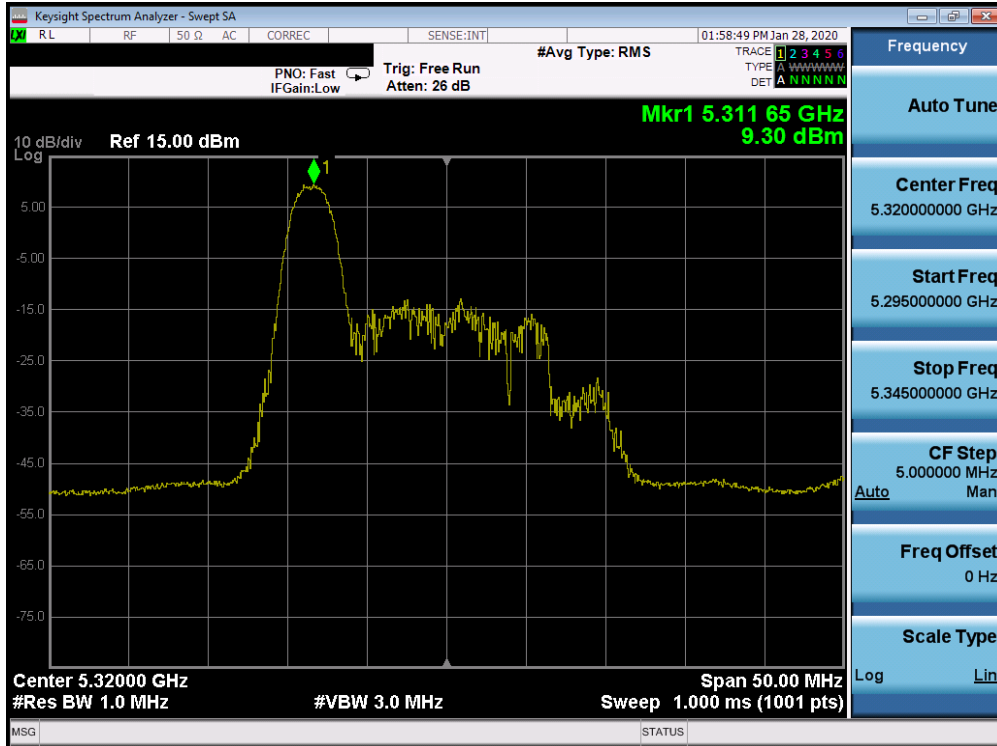 Keysight Spectrum Analyzer - Swept SA
LXI RL RF 50 Ω AC CORREC SENSE:INT 01:58:49 PM Jan 28, 2020
PNO: Fast
IFGain:Low
Trig: Free Run
Atten: 26 dB
#Avg Type: RMS
TRACE 1 2 3 4 5 6
TYPE A WWWWW
DET A N N N N N
Mkr1 5.311 65 GHz
9.30 dBm
10 dB/div Ref 15.00 dBm
Log
1
5.00
-5.00
-15.0
-25.0
-35.0
-45.0
-55.0
-65.0
-75.0
Center 5.32000 GHz Span 50.00 MHz
#Res BW 1.0 MHz #VBW 3.0 MHz Sweep 1.000 ms (1001 pts)
MSG STATUS
Frequency
Auto Tune
Center Freq
5.320000000 GHz
Start Freq
5.295000000 GHz
Stop Freq
5.345000000 GHz
CF Step
5.000000 MHz
Auto Man
Freq Offset
0 Hz
Scale Type
Log Lin